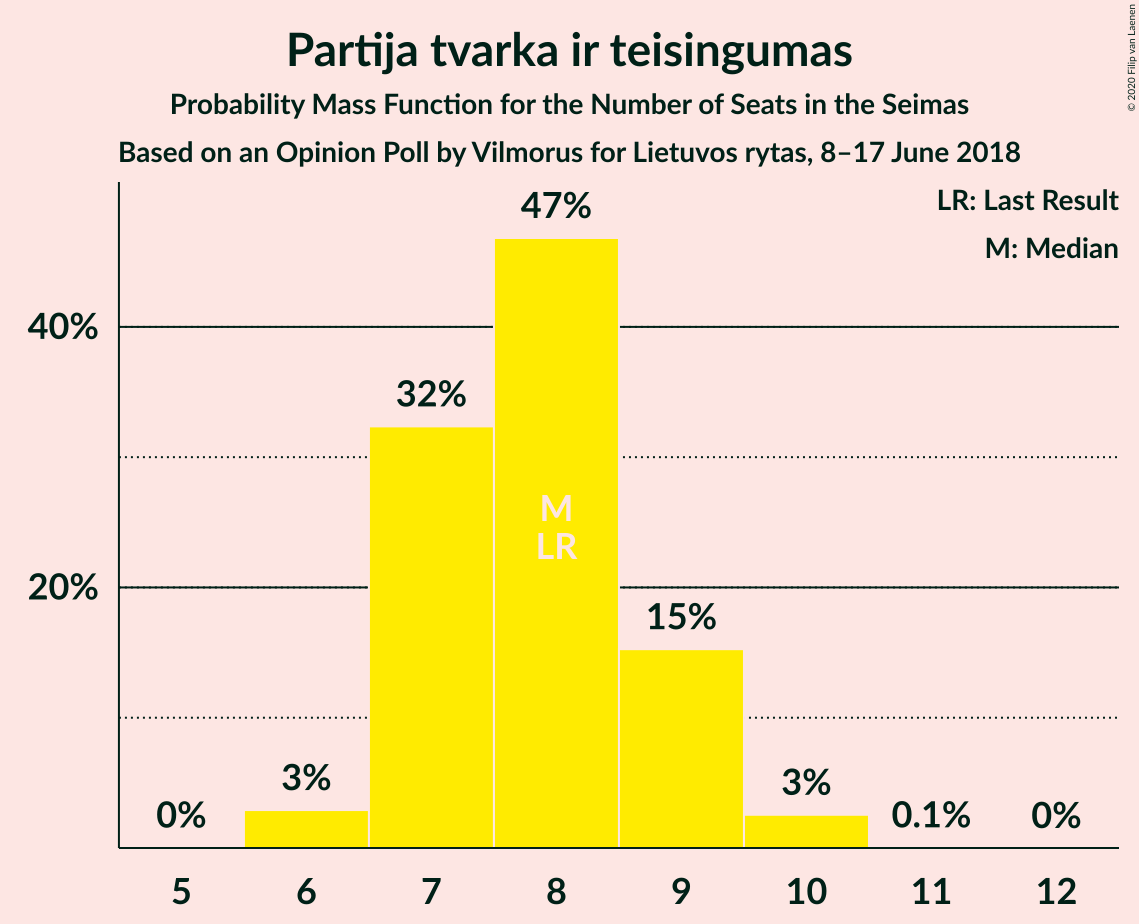 Partija tvarka ir teisingumas
Probability Mass Function for the Number of Seats in the Seimas
Based on an Opinion Poll by Vilmorus for Lietuvos rytas, 8–17 June 2018
© 2020 Filip van Laenen
LR: Last Result
M: Median
47%
40%
32%
M
LR
20%
15%
3%
3%
0%
0.1%
0%
5 6 7 8 9 10 11 12